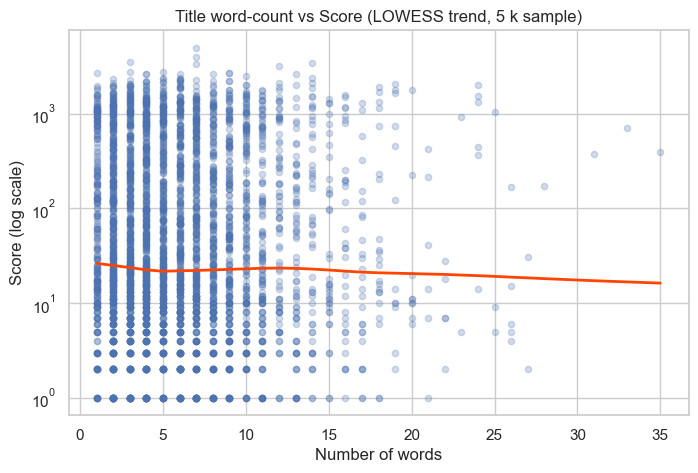 Title word-count vs Score (LOWESS trend, 5 k sample)
Score (log scale)
10³
10²
10¹
10⁰
0 5 10 15 20 25 30 35
Number of words